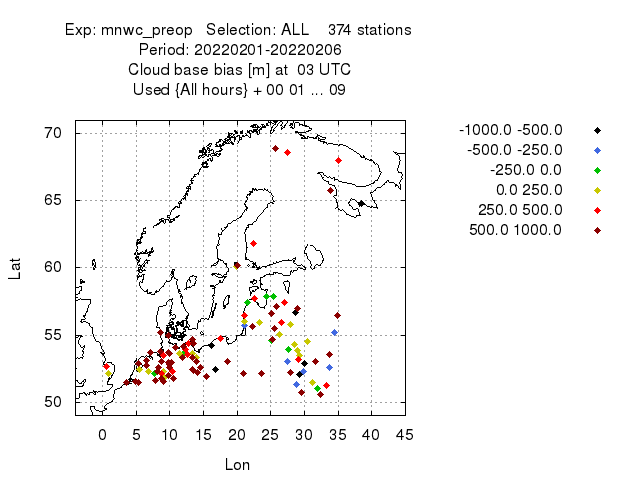 Exp: mnwc_preop   Selection: ALL    374 stations
Period: 20220201-20220206
Cloud base bias [m] at  03 UTC
Used {All hours} + 00 01 ... 09
-1000.0 -500.0
-500.0 -250.0
-250.0 0.0
0.0 250.0
250.0 500.0
500.0 1000.0
70
65
60
55
50
Lat
0 5 10 15 20 25 30 35 40 45
Lon